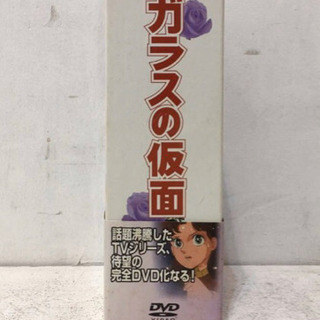 ガラスの仮面
話題沸騰した
TVシリーズ、
待望の
完全DVD化なる!
DVD
VIDEO